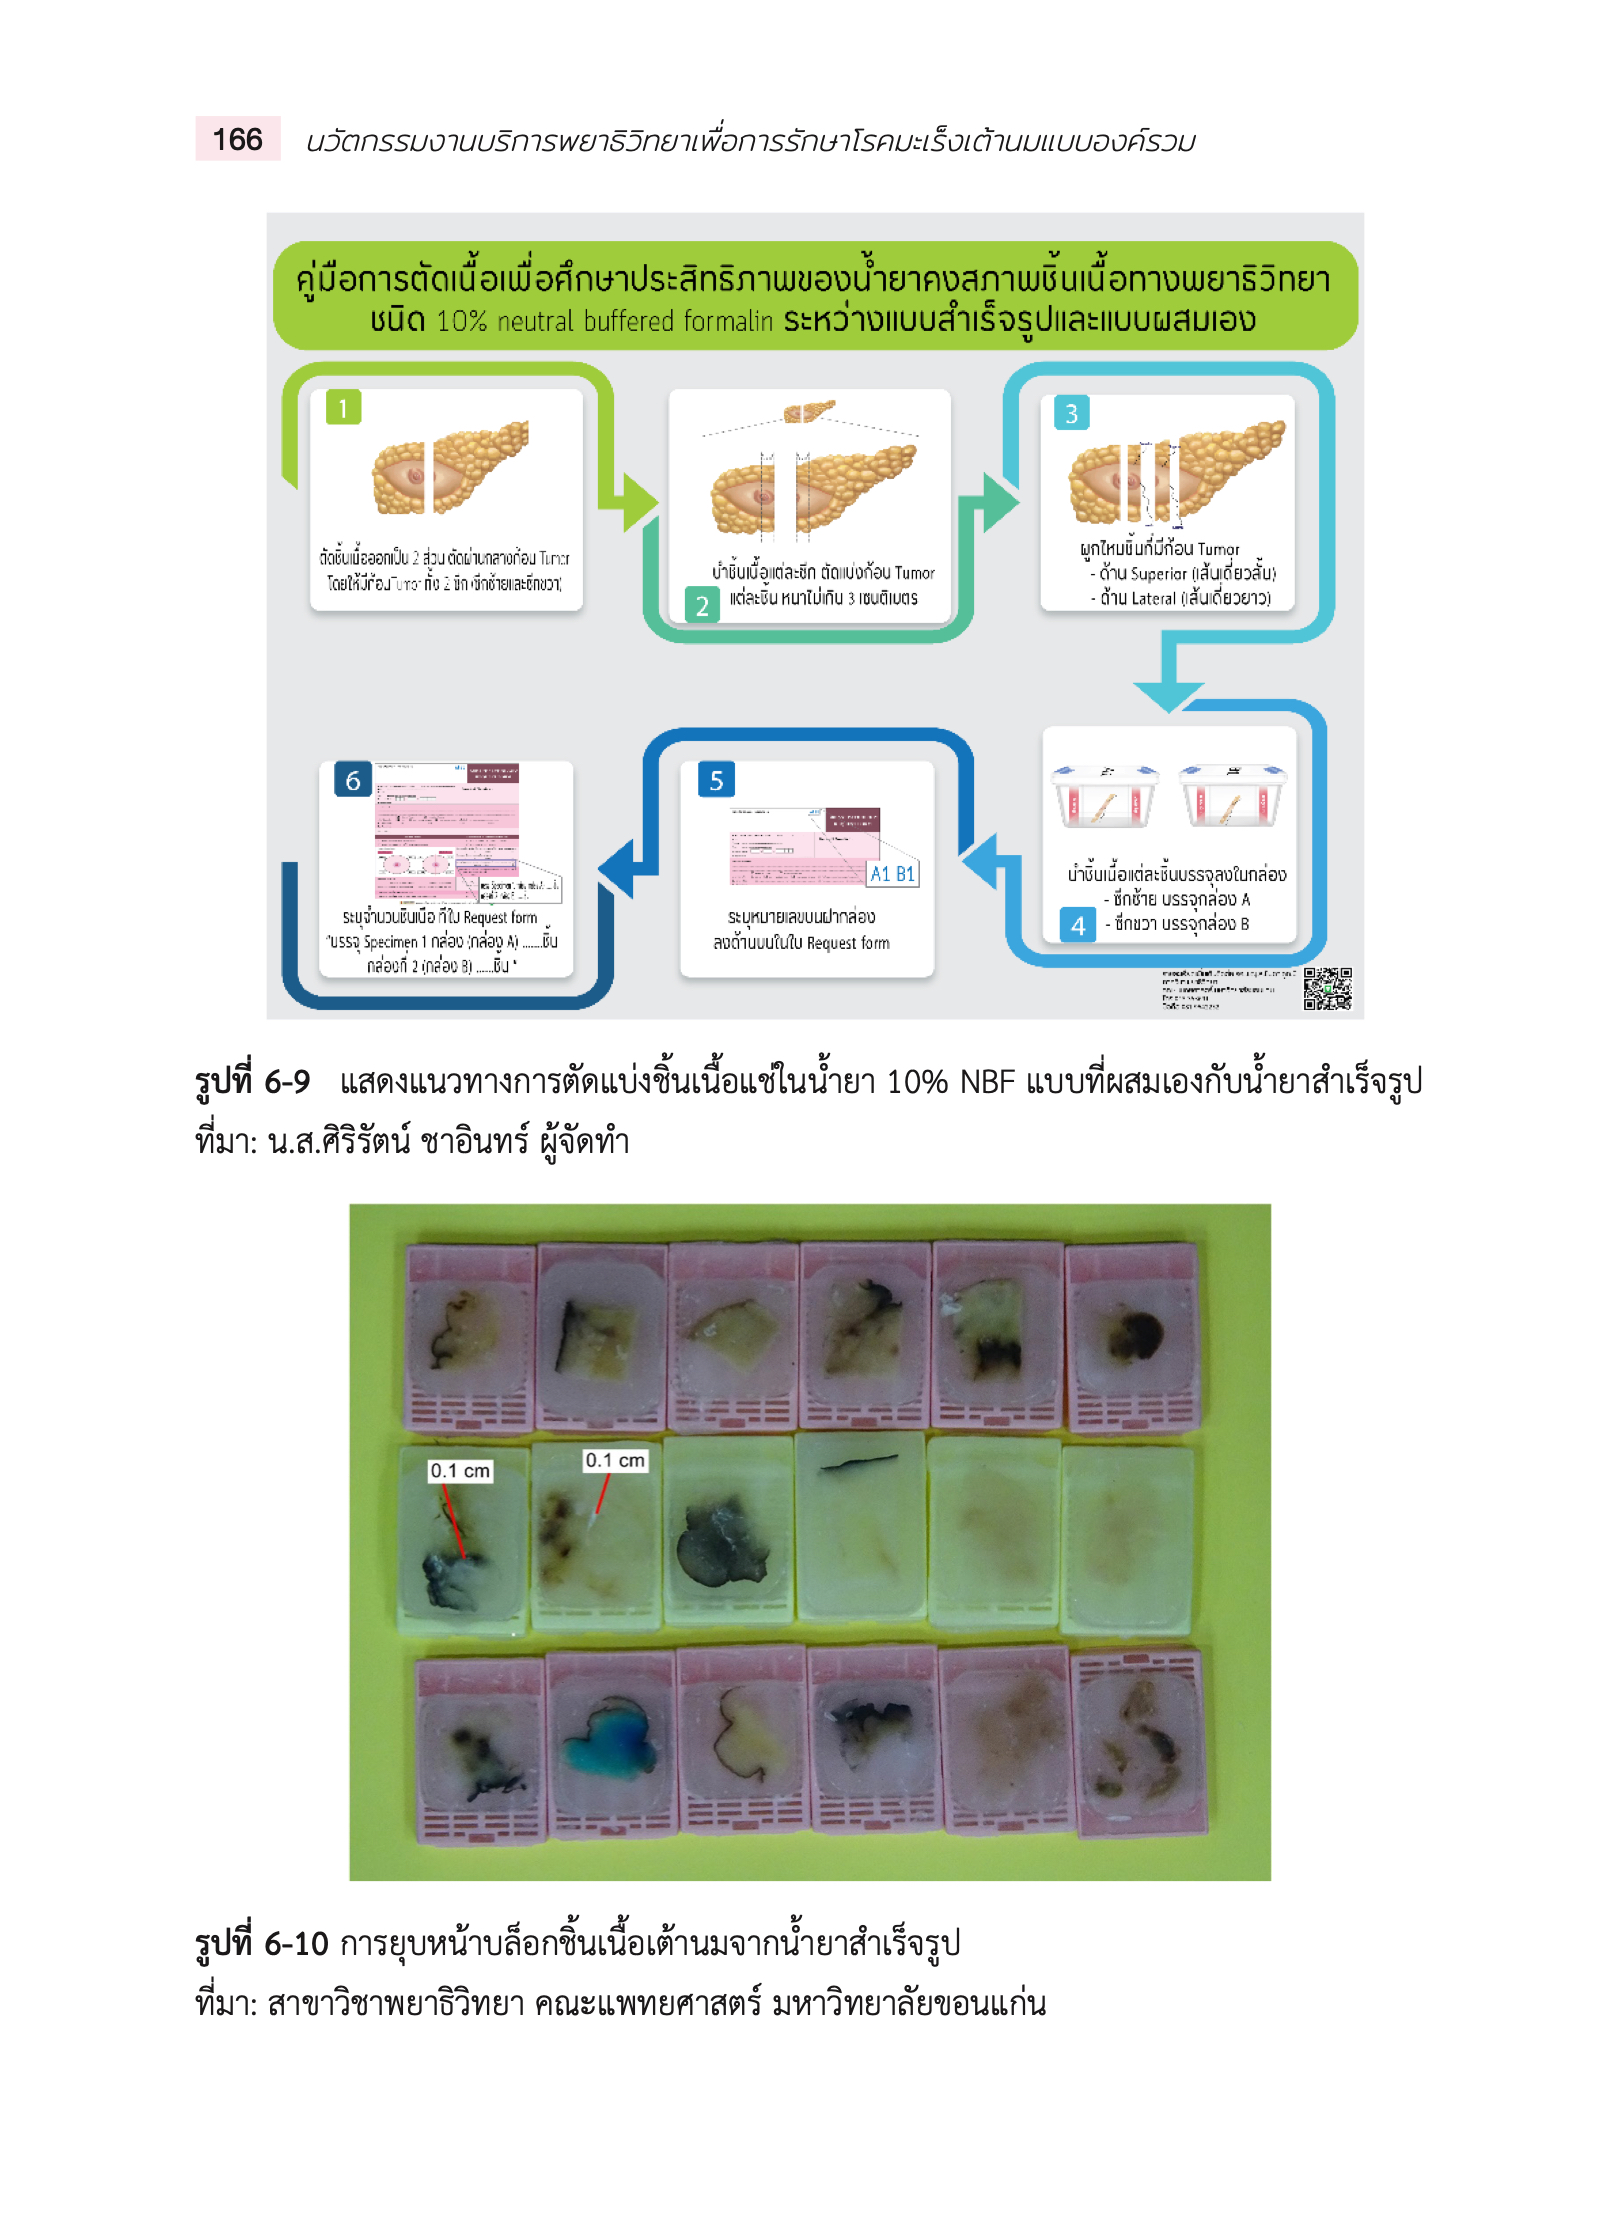 166 นวัตกรรมงานบริการพยาธิวิทยาเพื่อการรักษาโรคมะเร็งเต้านมแบบองค์รวม
คู่มือการตัดเนื้อเพื่อศึกษาประสิทธิภาพของน้ำยาคงสภาพชิ้นเนื้อทางพยาธิวิทยา
ชนิด 10% neutral buffered formalin ระหว่างแบบสำเร็จรูปและแบบผสมเอง
1
ตัดชิ้นเนื้อออกเป็น 2 ส่วน ตัดผ่านกลางก้อน Tumor
โดยให้มีก้อน Tumor ทั้ง 2 ซีก (ซีกซ้ายและซีกขวา)
นำชิ้นเนื้อแต่ละซีก ตัดแบ่งก้อน Tumor
2 แต่ละชิ้น หนาไม่เกิน 3 เซนติเมตร
3
ผูกไหมชิ้นที่มีก้อน Tumor
- ด้าน Superior (เส้นเดี่ยวสั้น)
- ด้าน Lateral (เส้นเดี่ยวยาว)
นำชิ้นเนื้อแต่ละชิ้นบรรจุลงในกล่อง
- ซีกซ้าย บรรจุกล่อง A
4 - ซีกขวา บรรจุกล่อง B
5
A1 B1
ระบุหมายเลขบนฝากล่อง
ลงด้านบนในใบ Request form
6
ระบุจำนวนชิ้นเนื้อ ที่ใบ Request form
"บรรจุ Specimen 1 กล่อง (กล่อง A) .......ชิ้น
กล่องที่ 2 (กล่อง B) ......ชิ้น "
รูปที่ 6-9 แสดงแนวทางการตัดแบ่งชิ้นเนื้อแช่ในน้ำยา 10% NBF แบบที่ผสมเองกับน้ำยาสำเร็จรูป
ที่มา: น.ส.ศิริรัตน์ ชาอินทร์ ผู้จัดทำ
0.1 cm
0.1 cm
รูปที่ 6-10 การยุบหน้าบล็อกชิ้นเนื้อเต้านมจากน้ำยาสำเร็จรูป
ที่มา: สาขาวิชาพยาธิวิทยา คณะแพทยศาสตร์ มหาวิทยาลัยขอนแก่น